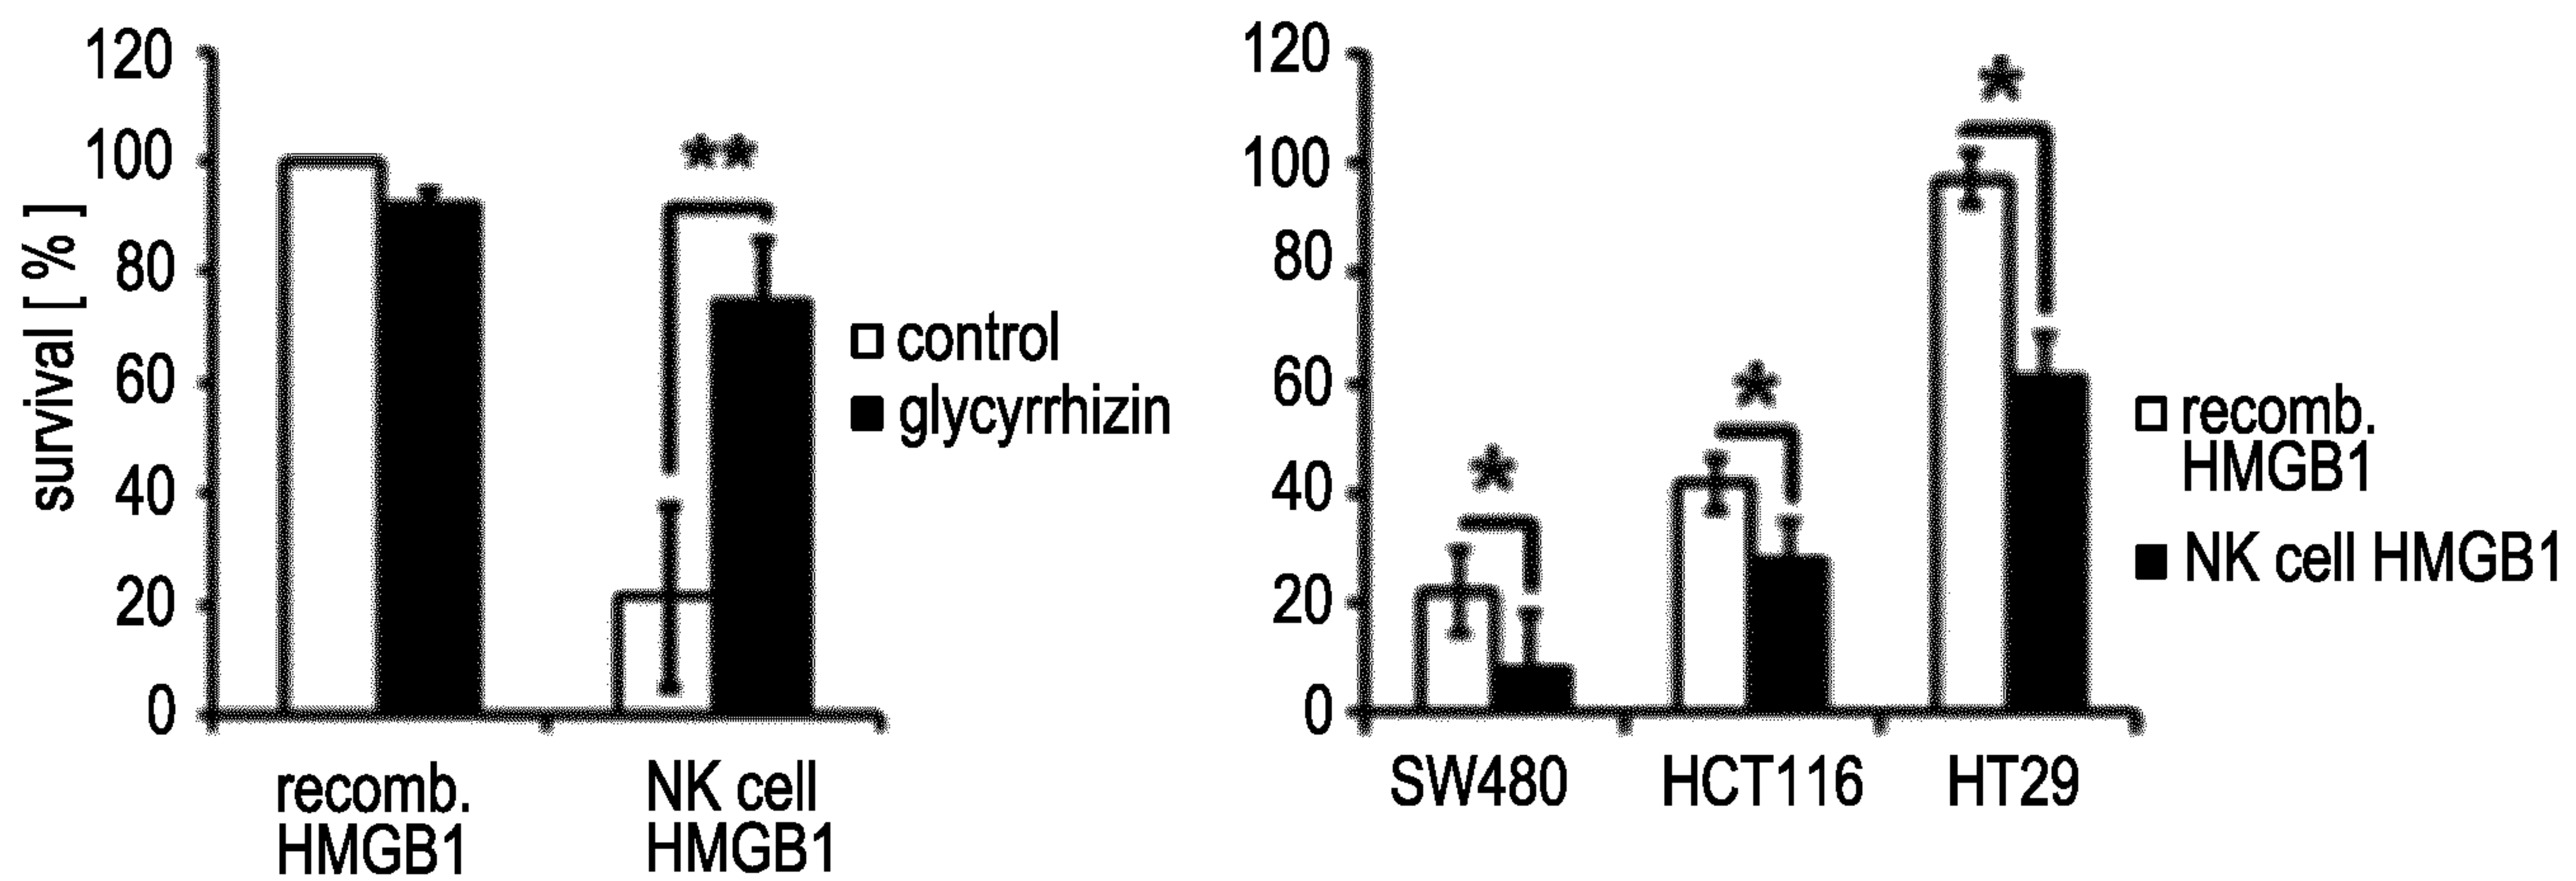 survival [ % ]
120
100
80
60
40
20
0
**
recomb.
HMGB1
NK cell
HMGB1
control
glycyrrhizin
120
100
80
60
40
20
0
*
*
*
SW480
HCT116
HT29
recomb.
HMGB1
NK cell HMGB1